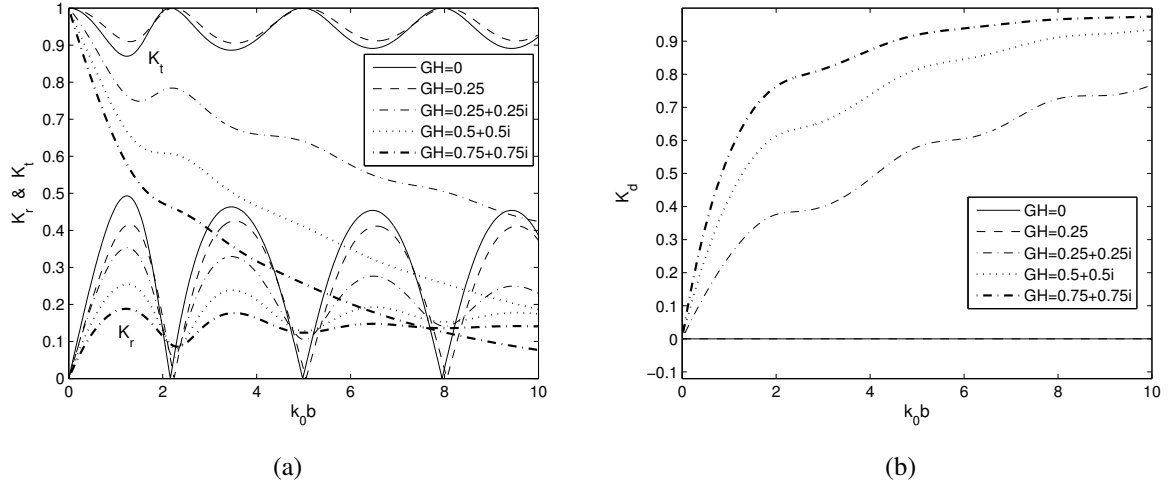 1
0.9
0.8
0.7
0.6
0.5
0.4
0.3
0.2
0.1
0
K_r & K_t
K_t
K_r
GH=0
GH=0.25
GH=0.25+0.25i
GH=0.5+0.5i
GH=0.75+0.75i
0 2 4 6 8 10
k_0b
(a)
0.9
0.8
0.7
0.6
0.5
0.4
0.3
0.2
0.1
0
−0.1
K_d
GH=0
GH=0.25
GH=0.25+0.25i
GH=0.5+0.5i
GH=0.75+0.75i
0 2 4 6 8 10
k_0b
(b)